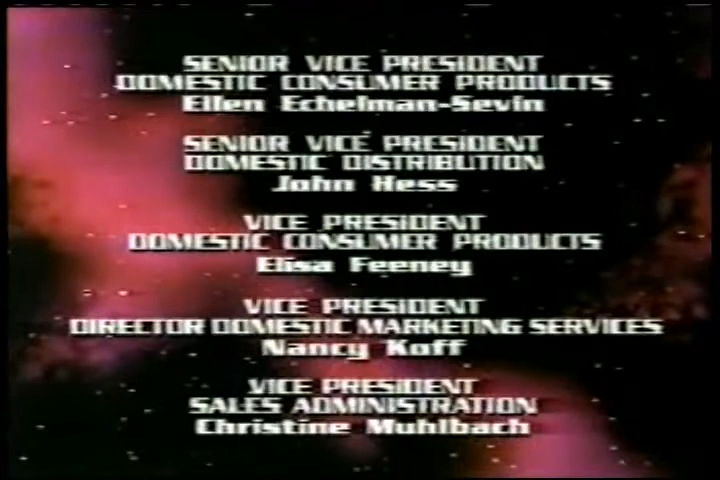 SENIOR VICE PRESIDENT
DOMESTIC CONSUMER PRODUCTS
Ellen Echelman-Sevin
SENIOR VICE PRESIDENT
DOMESTIC DISTRIBUTION
John Hess
VICE PRESIDENT
DOMESTIC CONSUMER PRODUCTS
Elisa Feeney
VICE PRESIDENT
DIRECTOR DOMESTIC MARKETING SERVICES
Nancy Koff
VICE PRESIDENT
SALES ADMINISTRATION
Christine Muhlbach